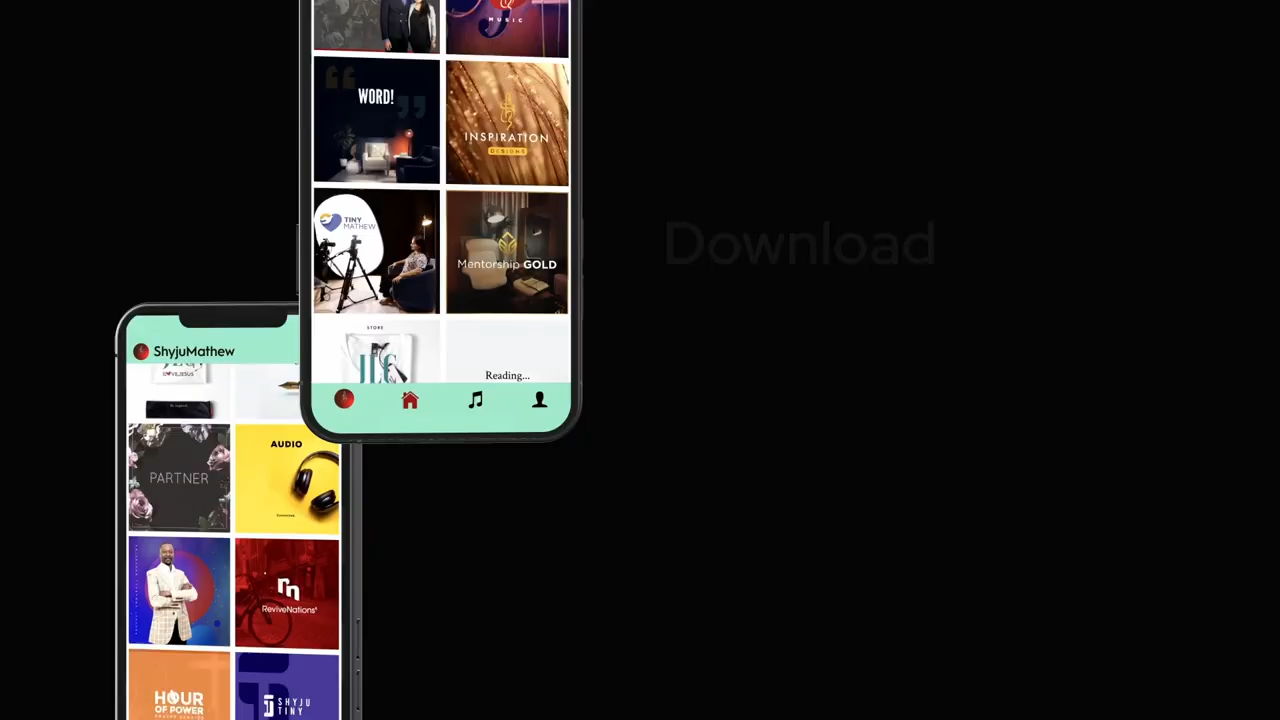 MUSIC
WORD!
INSPIRATION
DESIGNS
TINY
MATHEW
Mentorship GOLD
STORE
Reading...
Download
ShyjuMathew
PARTNER
AUDIO
ReviveNations
HOUR
OF POWER
SHYJU
TINY